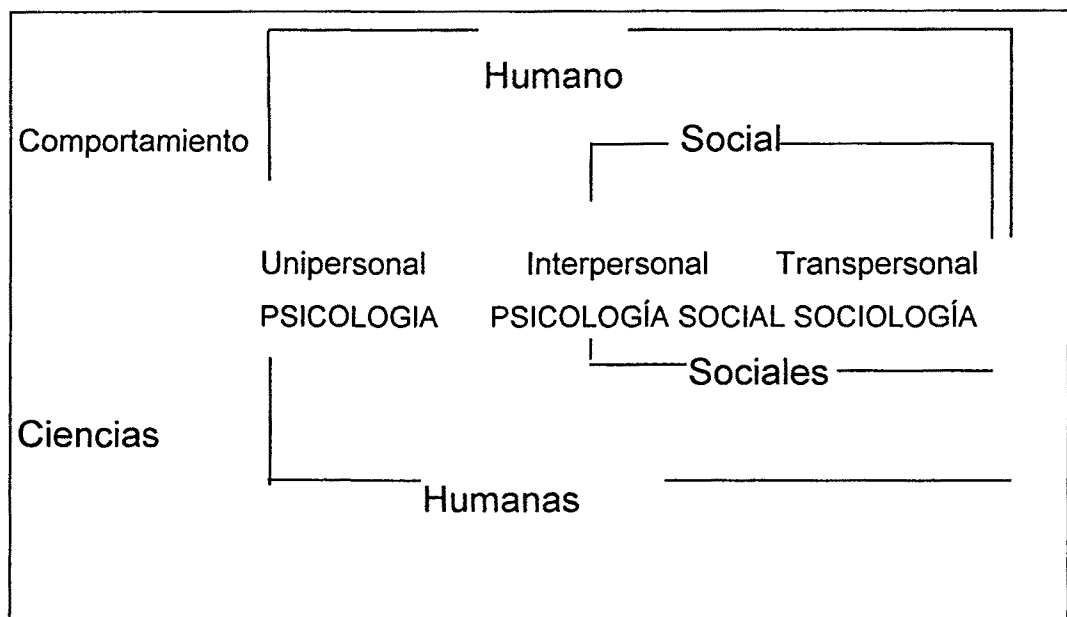 Humano
Comportamiento
Social
Unipersonal Interpersonal Transpersonal
PSICOLOGIA PSICOLOGÍA SOCIAL SOCIOLOGÍA
Sociales
Ciencias
Humanas